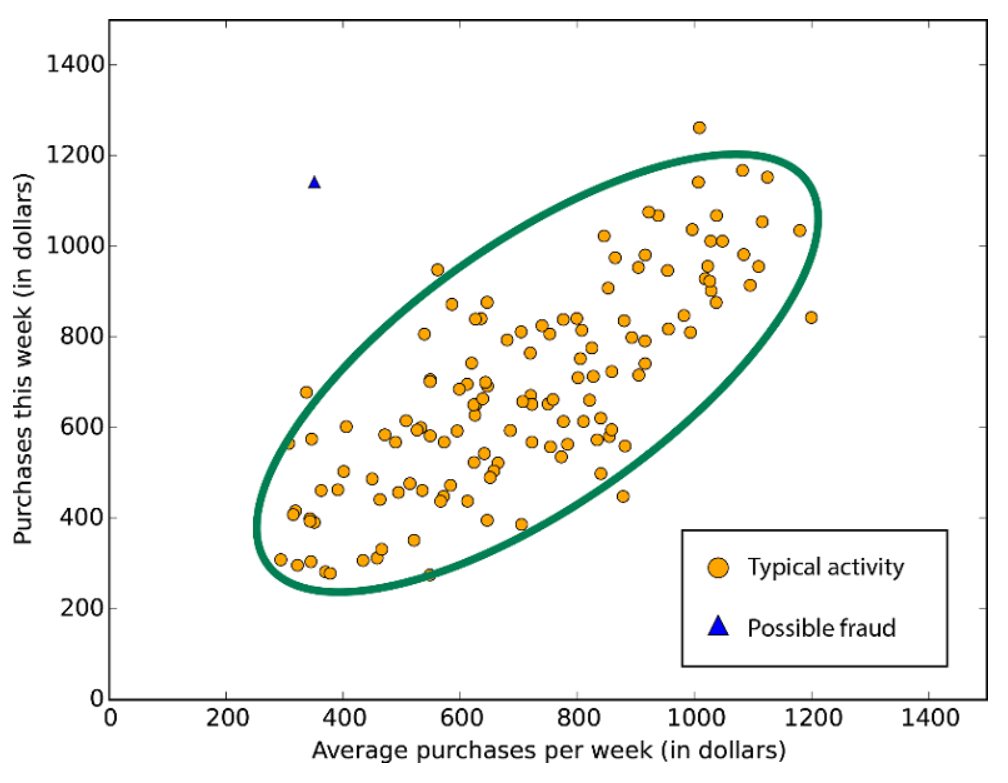 1400
1200
1000
800
600
400
200
0
Purchases this week (in dollars)
Typical activity
Possible fraud
0 200 400 600 800 1000 1200 1400
Average purchases per week (in dollars)